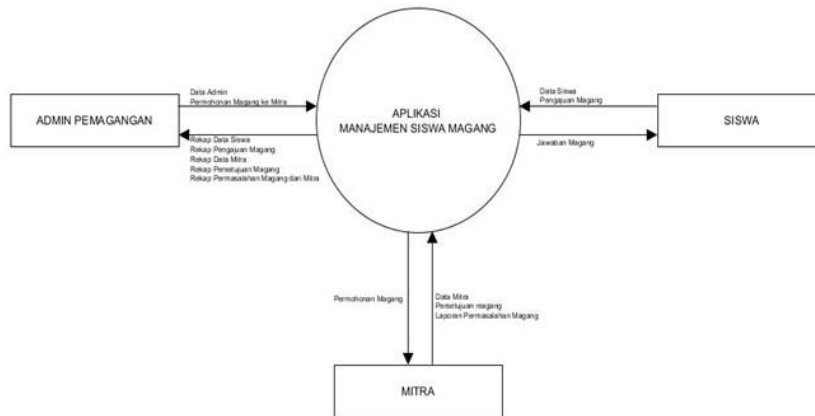 Data Admin
Permohonan Magang ke Mitra
ADMIN PEMAGANGAN
Rekap Data Siswa
Rekap Pengajuan Magang
Rekap Data Mitra
Rekap Persetujuan Magang
Rekap Permasalahan Magang dari Mitra
APLIKASI
MANAJEMEN SISWA MAGANG
Data Siswa
Pengajuan Magang
SISWA
Jawaban Magang
Permohonan Magang
Data Mitra
Persetujuan magang
Laporan Permasalahan Magang
MITRA